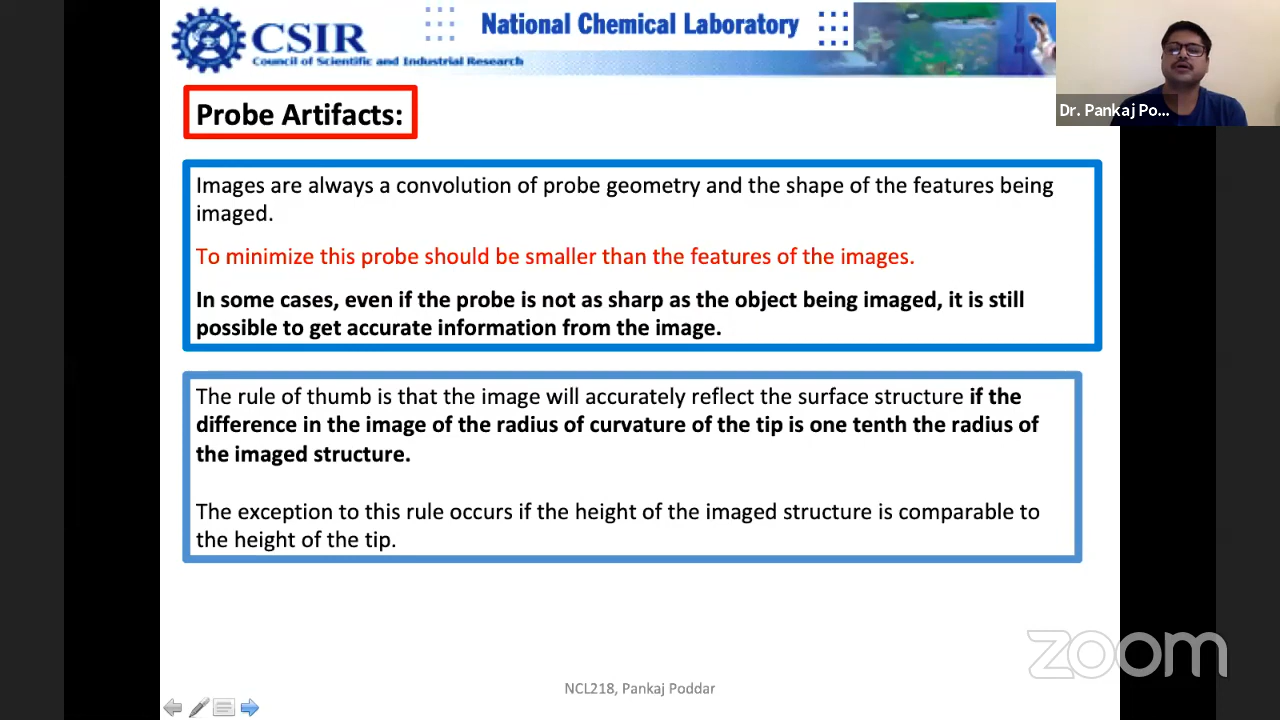 CSIR
Council of Scientific and Industrial Research
National Chemical Laboratory
Dr. Pankaj Po...
Probe Artifacts:
Images are always a convolution of probe geometry and the shape of the features being
imaged.
To minimize this probe should be smaller than the features of the images.
In some cases, even if the probe is not as sharp as the object being imaged, it is still
possible to get accurate information from the image.
The rule of thumb is that the image will accurately reflect the surface structure if the
difference in the image of the radius of curvature of the tip is one tenth the radius of
the imaged structure.
The exception to this rule occurs if the height of the imaged structure is comparable to
the height of the tip.
zoom
NCL218, Pankaj Poddar